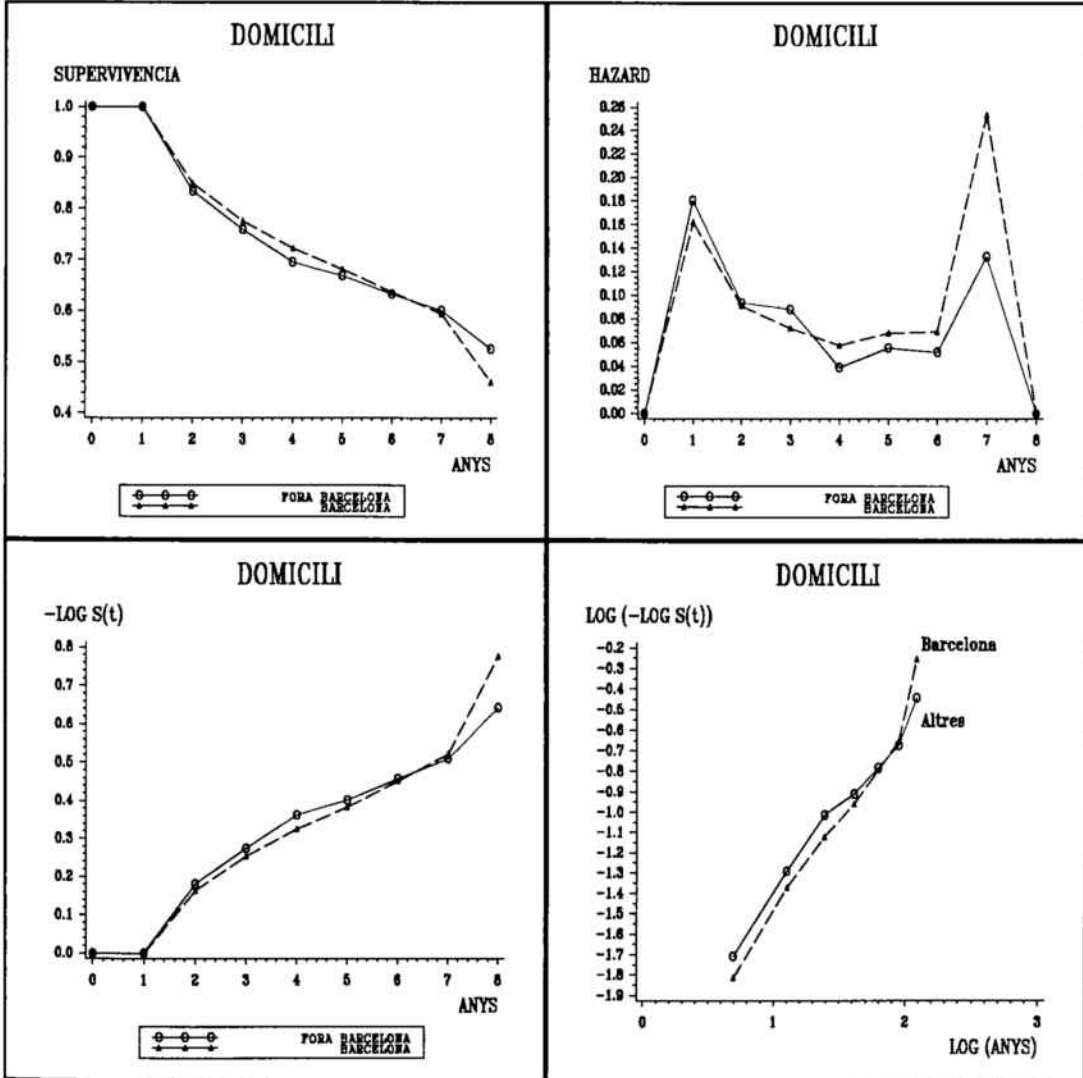 DOMICILI
SUPERVIVENCIA
1.0
0.9
0.8
0.7
0.6
0.5
0.4
0 1 2 3 4 5 6 7 8
ANYS
FORA BARCELONA
BARCELONA
DOMICILI
HAZARD
0.26
0.24
0.22
0.20
0.18
0.16
0.14
0.12
0.10
0.08
0.06
0.04
0.02
0.00
0 1 2 3 4 5 6 7 8
ANYS
FORA BARCELONA
BARCELONA
DOMICILI
-LOG S(t)
0.8
0.7
0.6
0.5
0.4
0.3
0.2
0.1
0.0
0 1 2 3 4 5 6 7 8
ANYS
FORA BARCELONA
BARCELONA
DOMICILI
LOG (-LOG S(t))
-0.2
-0.3
-0.4
-0.5
-0.6
-0.7
-0.8
-0.9
-1.0
-1.1
-1.2
-1.3
-1.4
-1.5
-1.6
-1.7
-1.8
-1.9
Barcelona
Altres
0 1 2 3
LOG (ANYS)